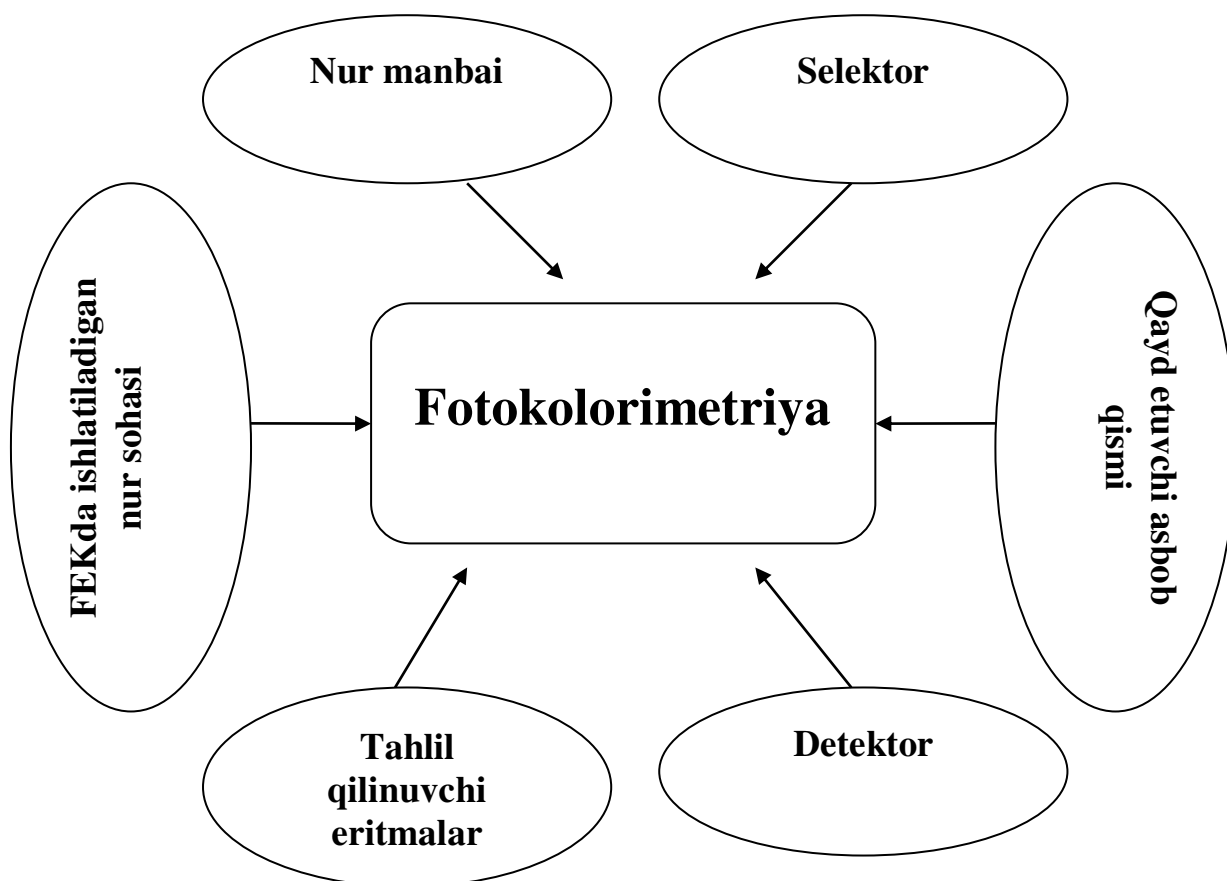 Nur manbai
Selektor
FEKda ishlatiladigan
nur sohasi
Fotokolorimetriya
Qayd etuvchi asbob
qismi
Tahlil
qilinuvchi
eritmalar
Detektor